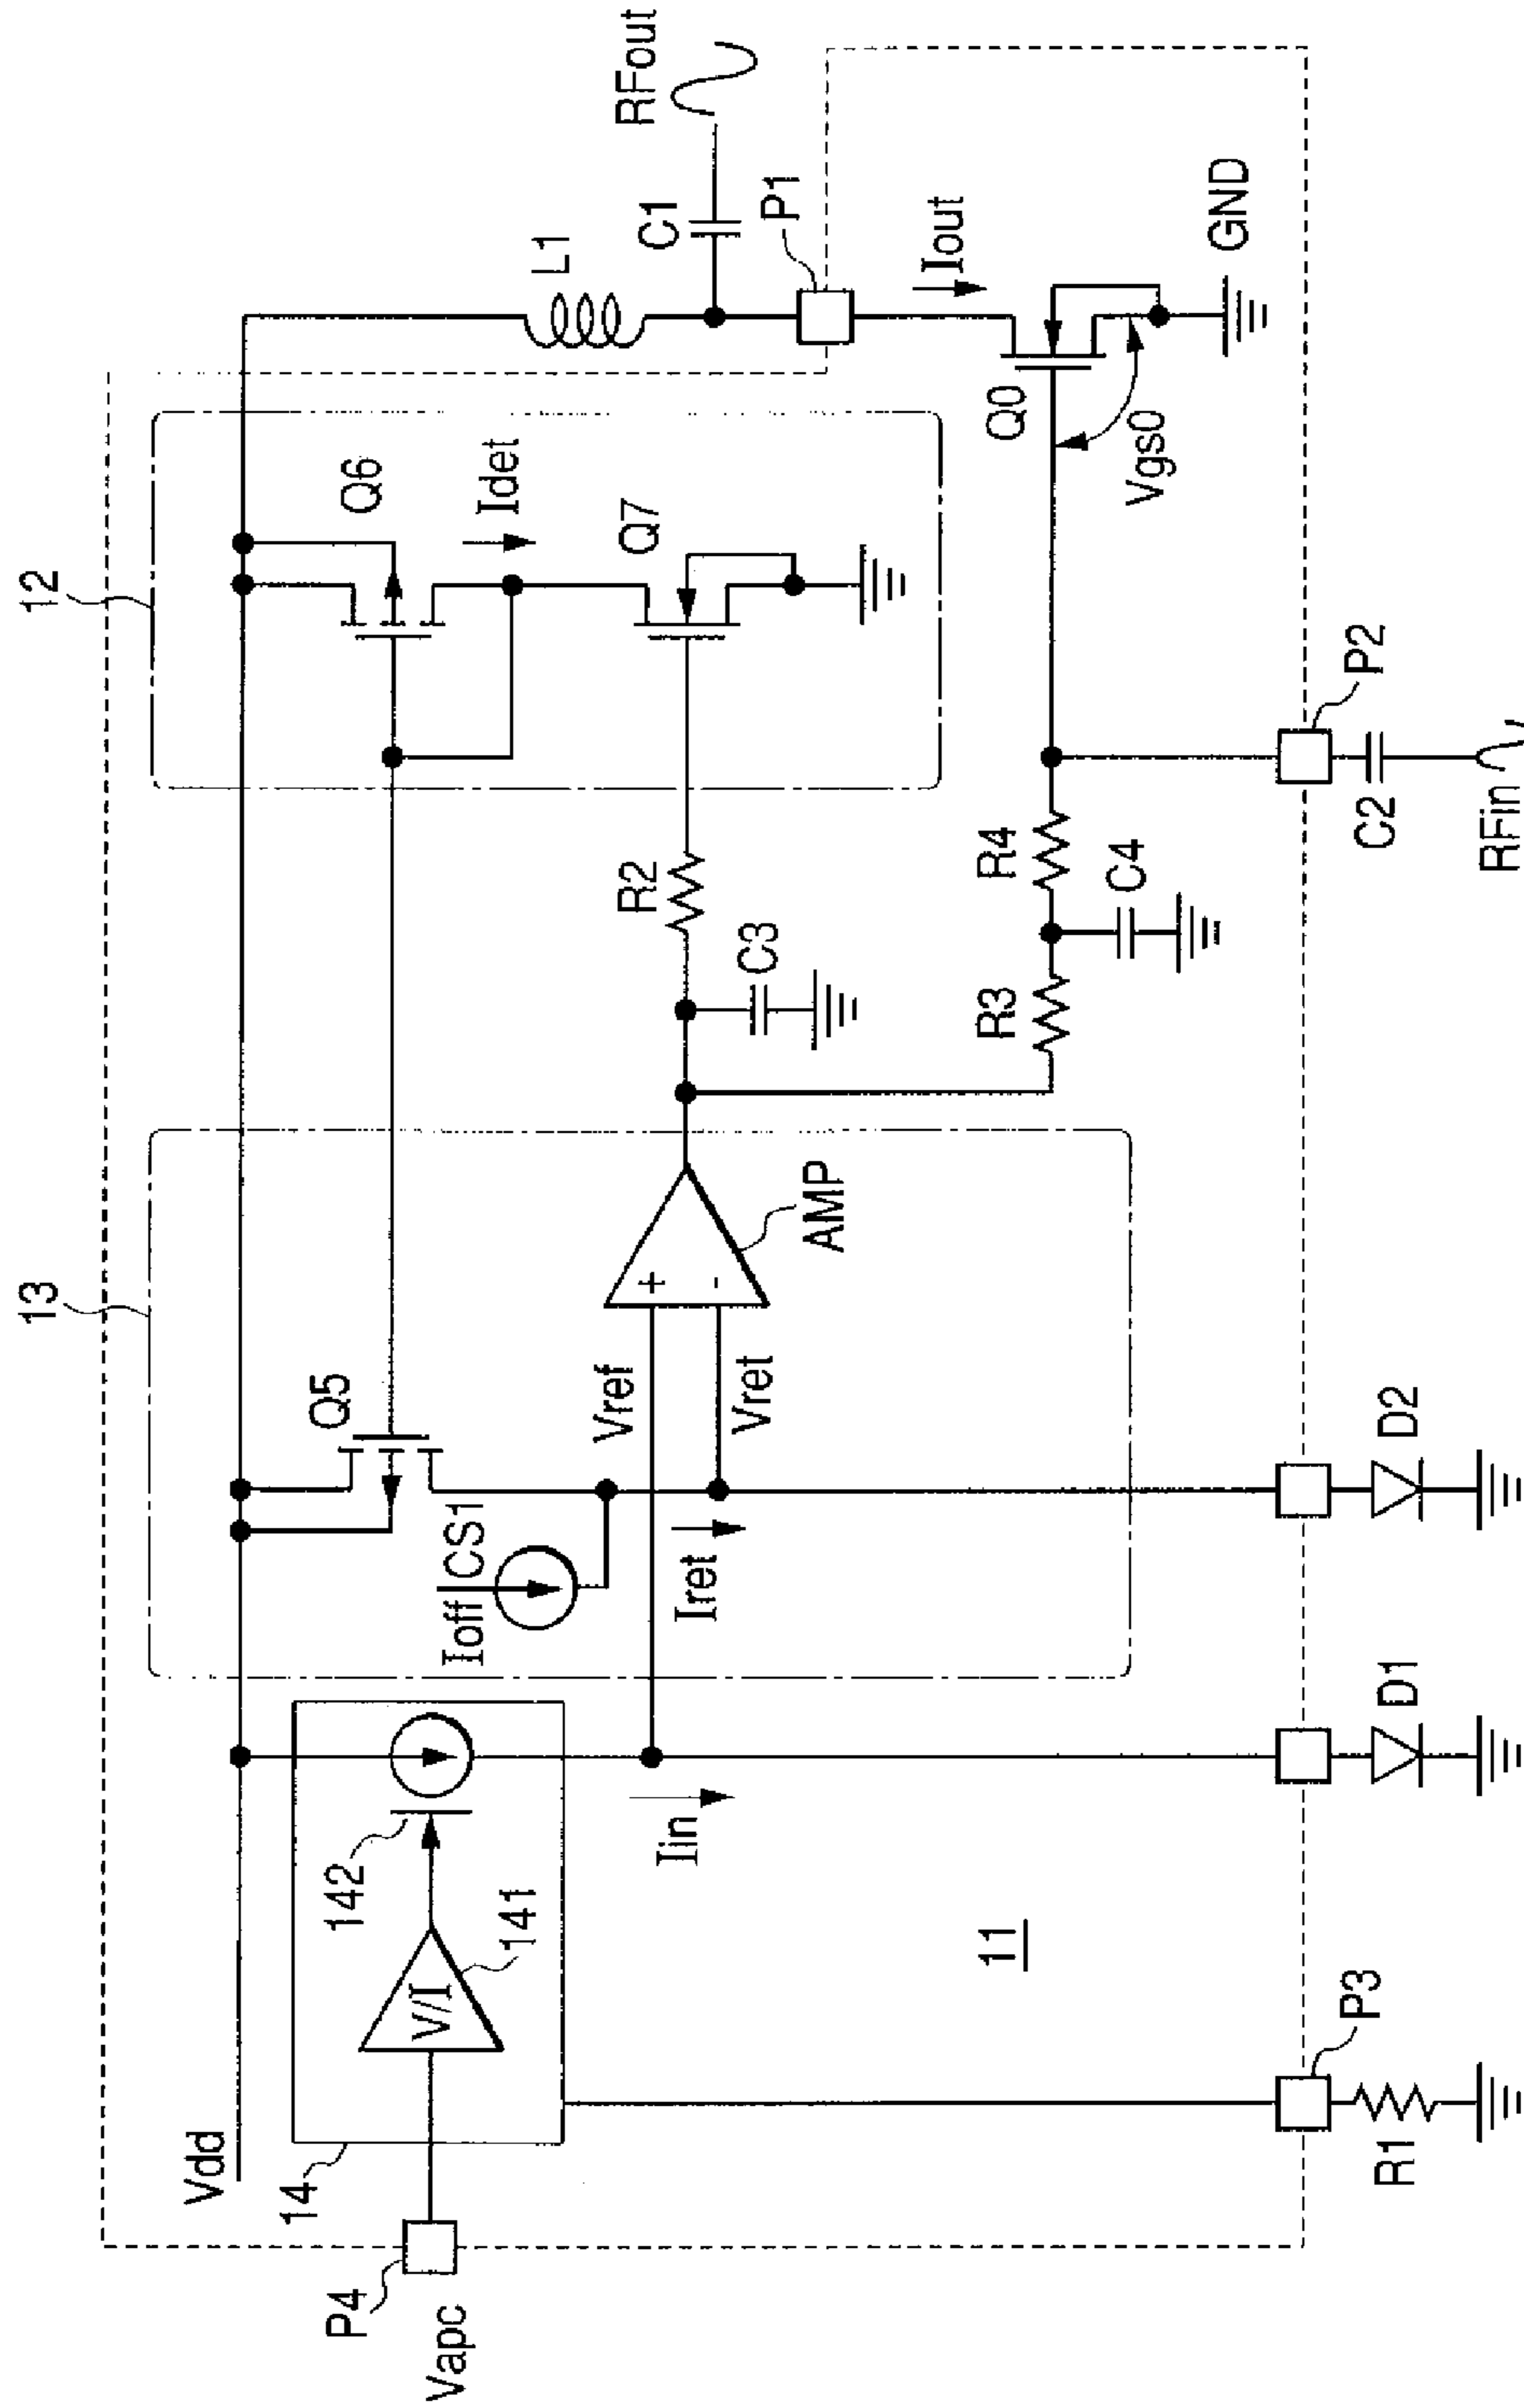 12
13
Vdd
14
P4
Vapc
V/I
141
142
Iin
11
P3
R1
D1
D2
Q5
Ioff
CS1
Iret
Vref
Vret
+
-
AMP
C3
R2
R3
R4
C4
Q6
Idet
Q7
L1
C1
RFout
P1
Iout
Q0
Vgs0
GND
P2
C2
RFin